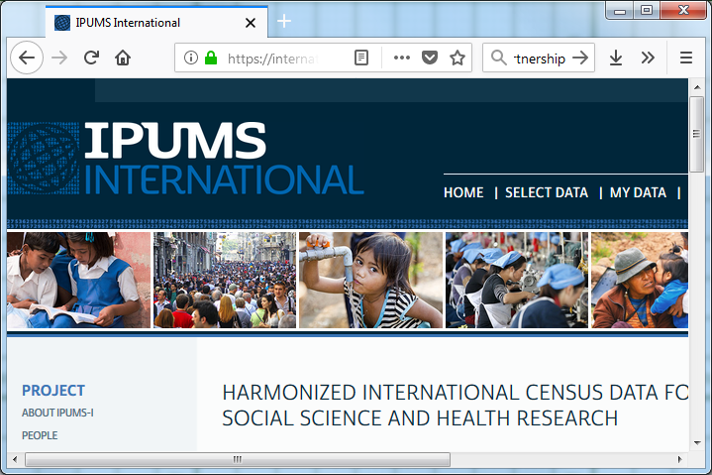 IPUMS International
https://interna
tnership
IPUMS
INTERNATIONAL
HOME | SELECT DATA | MY DATA |
PROJECT
ABOUT IPUMS-I
PEOPLE
HARMONIZED INTERNATIONAL CENSUS DATA FO
SOCIAL SCIENCE AND HEALTH RESEARCH